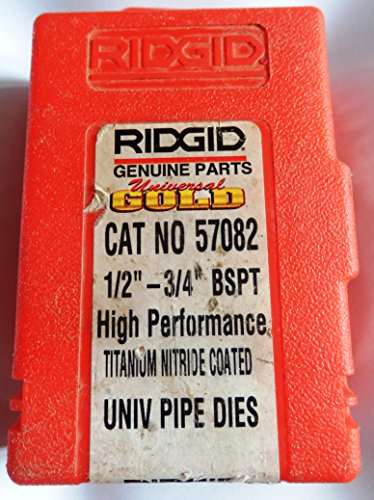 RIDGID
RIDGID
GENUINE PARTS
Universal
GOLD
CAT NO 57082
1/2" - 3/4" BSPT
High Performance
TITANIUM NITRIDE COATED
UNIV PIPE DIES